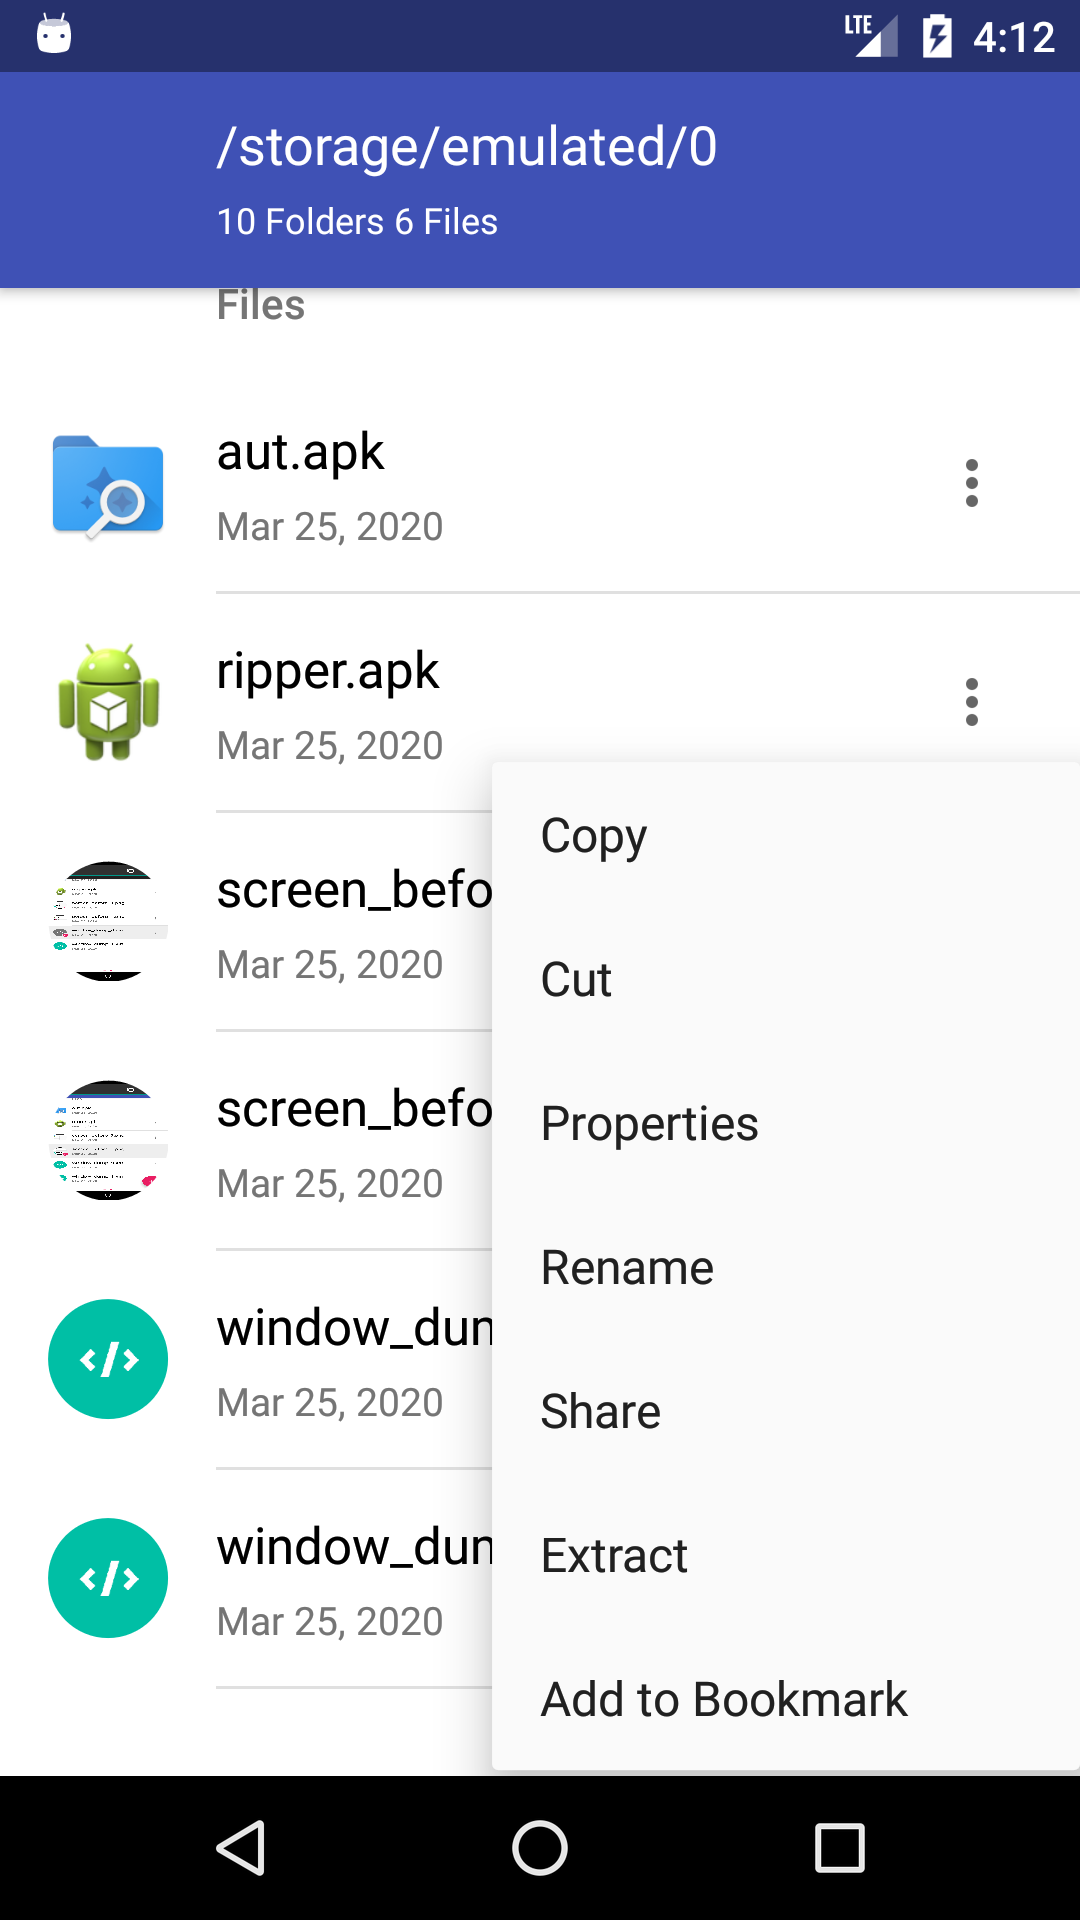 LTE 4:12
/storage/emulated/0
10 Folders 6 Files
Files
aut.apk
Mar 25, 2020
ripper.apk
Mar 25, 2020
screen_befo
Mar 25, 2020
screen_befo
Mar 25, 2020
window_dum
Mar 25, 2020
window_dum
Mar 25, 2020
Copy
Cut
Properties
Rename
Share
Extract
Add to Bookmark